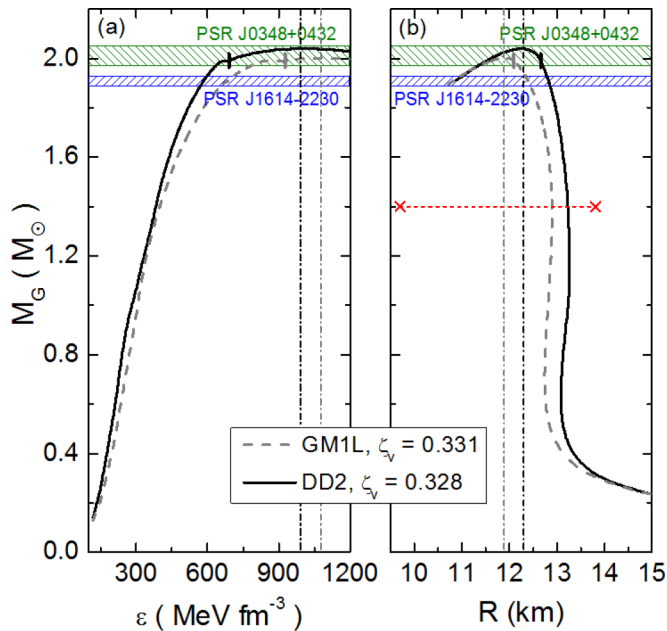 (a)
(b)
PSR J0348+0432
PSR J0348+0432
PSR J1614-2230
PSR J1614-2230
2.0
1.6
1.2
0.8
0.4
0.0
M_G ( M_⊙ )
GM1L, ζ_v = 0.331
DD2, ζ_v = 0.328
300 600 900 1200
10 11 12 13 14 15
ε ( MeV fm⁻³ )
R (km)